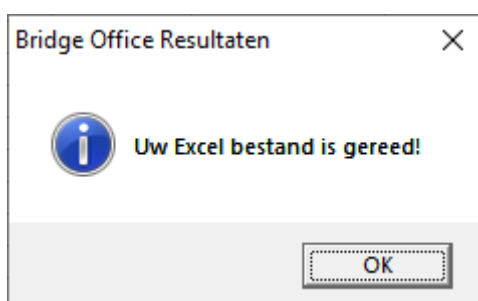 Bridge Office Resultaten
Uw Excel bestand is gereed!
OK